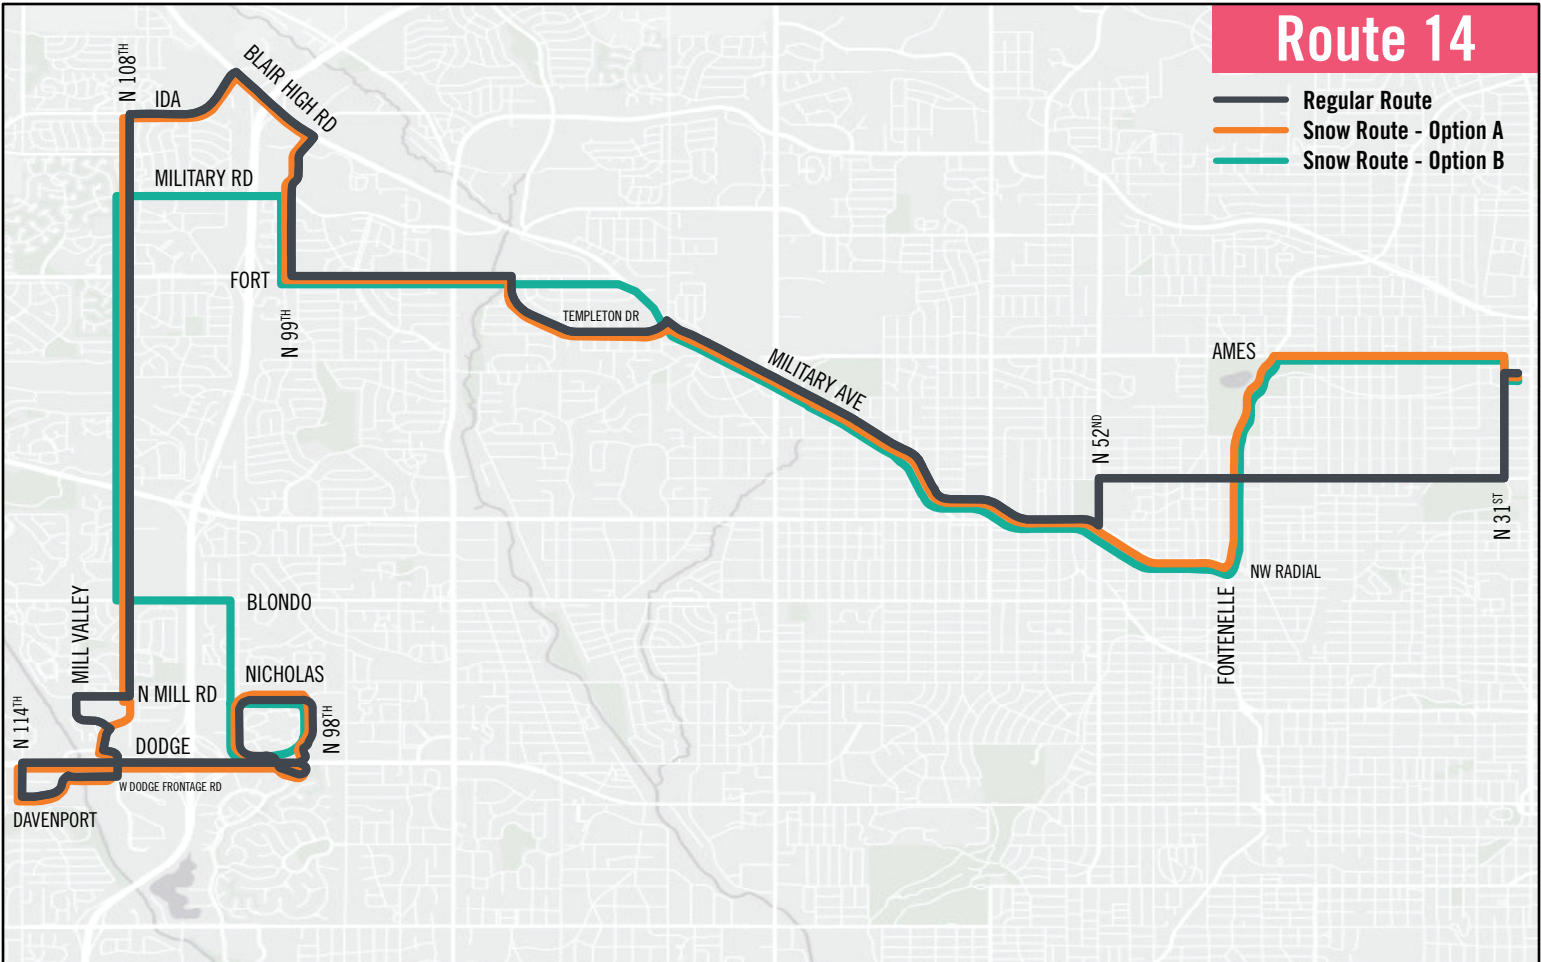 Route 14
Regular Route
Snow Route - Option A
Snow Route - Option B
N 108TH
IDA
BLAIR HIGH RD
MILITARY RD
FORT
N 99TH
TEMPLETON DR
MILITARY AVE
AMES
N 52ND
N 31ST
NW RADIAL
FONTENELLE
BLONDO
MILL VALLEY
NICHOLAS
N MILL RD
N 114TH
N 98TH
DODGE
W DODGE FRONTAGE RD
DAVENPORT